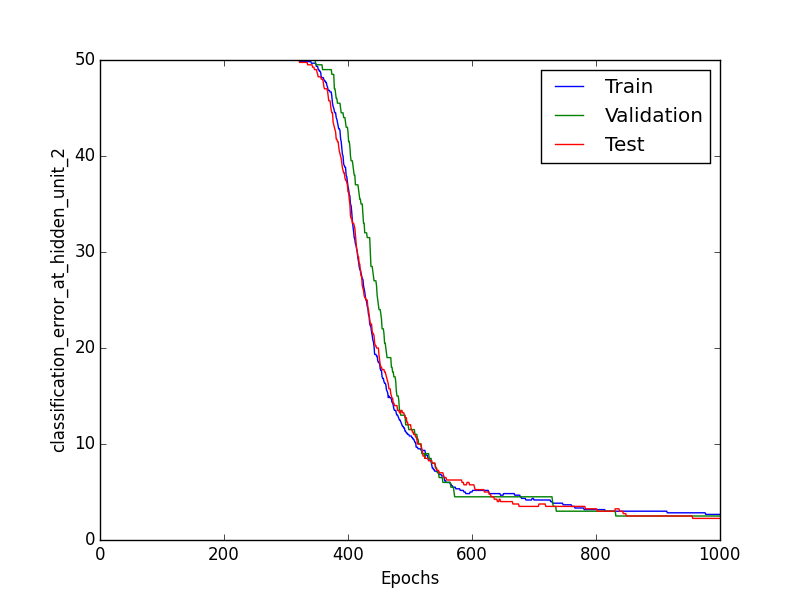 50
40
30
20
10
0
classification_error_at_hidden_unit_2
Train
Validation
Test
0 200 400 600 800 1000
Epochs